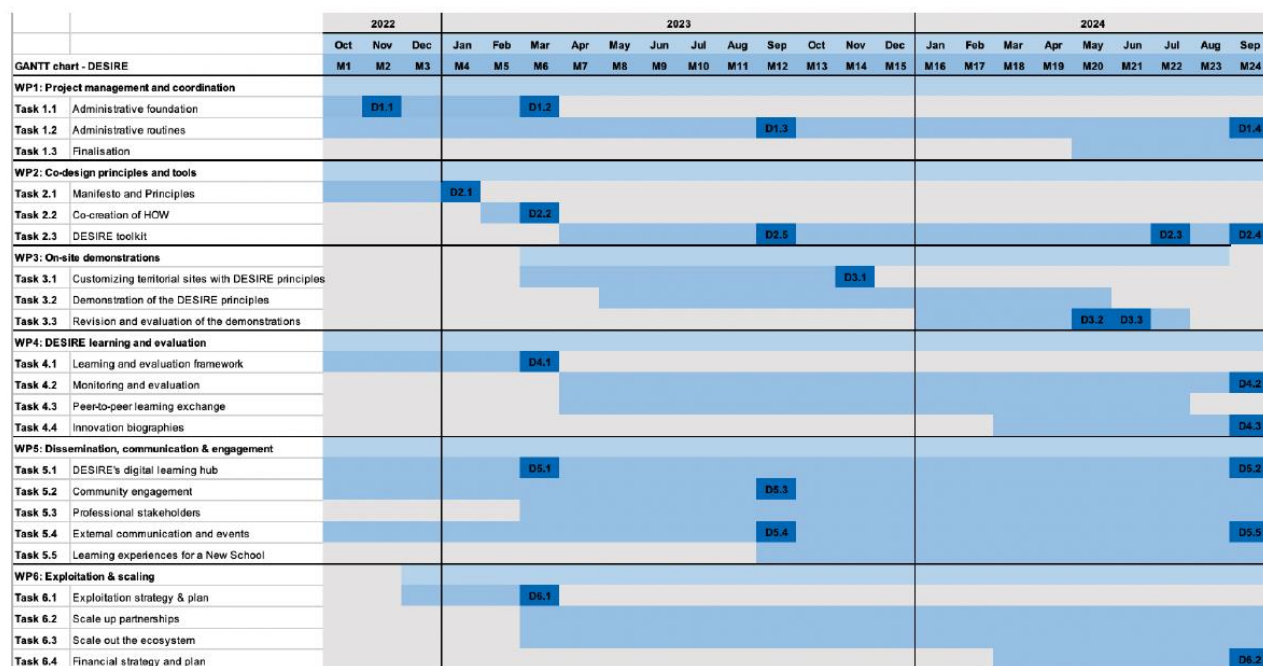 2022 2023 2024
Oct Nov Dec Jan Feb Mar Apr May Jun Jul Aug Sep Oct Nov Dec Jan Feb Mar Apr May Jun Jul Aug Sep
GANTT chart - DESIRE M1 M2 M3 M4 M5 M6 M7 M8 M9 M10 M11 M12 M13 M14 M15 M16 M17 M18 M19 M20 M21 M22 M23 M24
WP1: Project management and coordination
Task 1.1 Administrative foundation D1.1 D1.2
Task 1.2 Administrative routines D1.3 D1.4
Task 1.3 Finalisation
WP2: Co-design principles and tools
Task 2.1 Manifesto and Principles D2.1
Task 2.2 Co-creation of HOW D2.2
Task 2.3 DESIRE toolkit D2.5 D2.3 D2.4
WP3: On-site demonstrations
Task 3.1 Customizing territorial sites with DESIRE principles D3.1
Task 3.2 Demonstration of the DESIRE principles
Task 3.3 Revision and evaluation of the demonstrations D3.2 D3.3
WP4: DESIRE learning and evaluation
Task 4.1 Learning and evaluation framework D4.1
Task 4.2 Monitoring and evaluation D4.2
Task 4.3 Peer-to-peer learning exchange
Task 4.4 Innovation biographies D4.3
WP5: Dissemination, communication & engagement
Task 5.1 DESIRE's digital learning hub D5.1 D5.2
Task 5.2 Community engagement D5.3
Task 5.3 Professional stakeholders
Task 5.4 External communication and events D5.4 D5.5
Task 5.5 Learning experiences for a New School
WP6: Exploitation & scaling
Task 6.1 Exploitation strategy & plan D6.1
Task 6.2 Scale up partnerships
Task 6.3 Scale out the ecosystem
Task 6.4 Financial strategy and plan D6.2